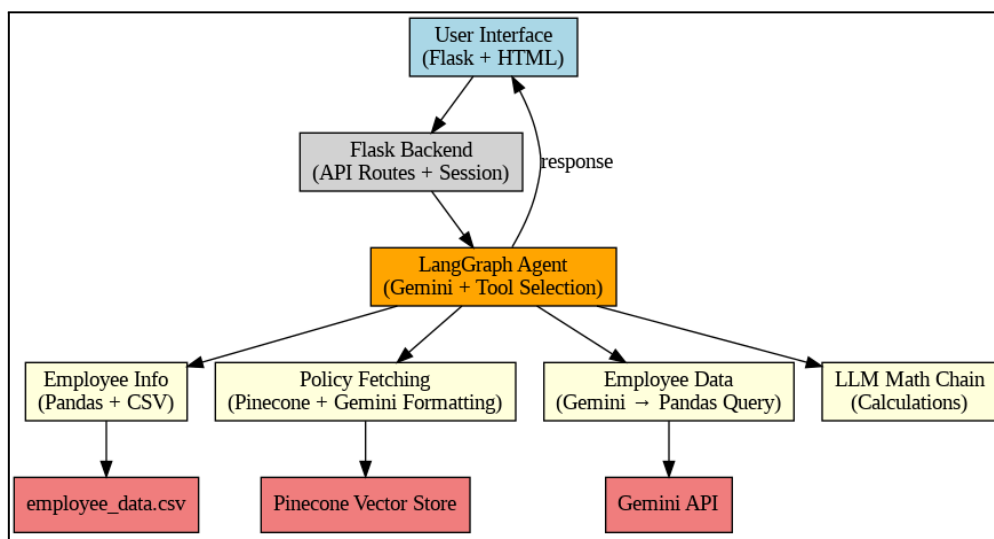 User Interface
(Flask + HTML)
Flask Backend
(API Routes + Session)
response
LangGraph Agent
(Gemini + Tool Selection)
Employee Info
(Pandas + CSV)
Policy Fetching
(Pinecone + Gemini Formatting)
Employee Data
(Gemini → Pandas Query)
LLM Math Chain
(Calculations)
employee_data.csv
Pinecone Vector Store
Gemini API